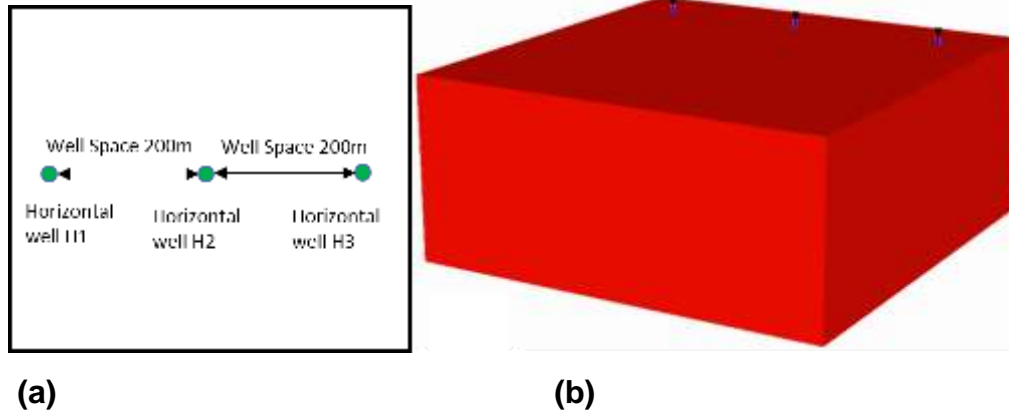 Well Space 200m Well Space 200m
Horizontal Horizontal Horizontal
well H1 well H2 well H3
(a) (b)